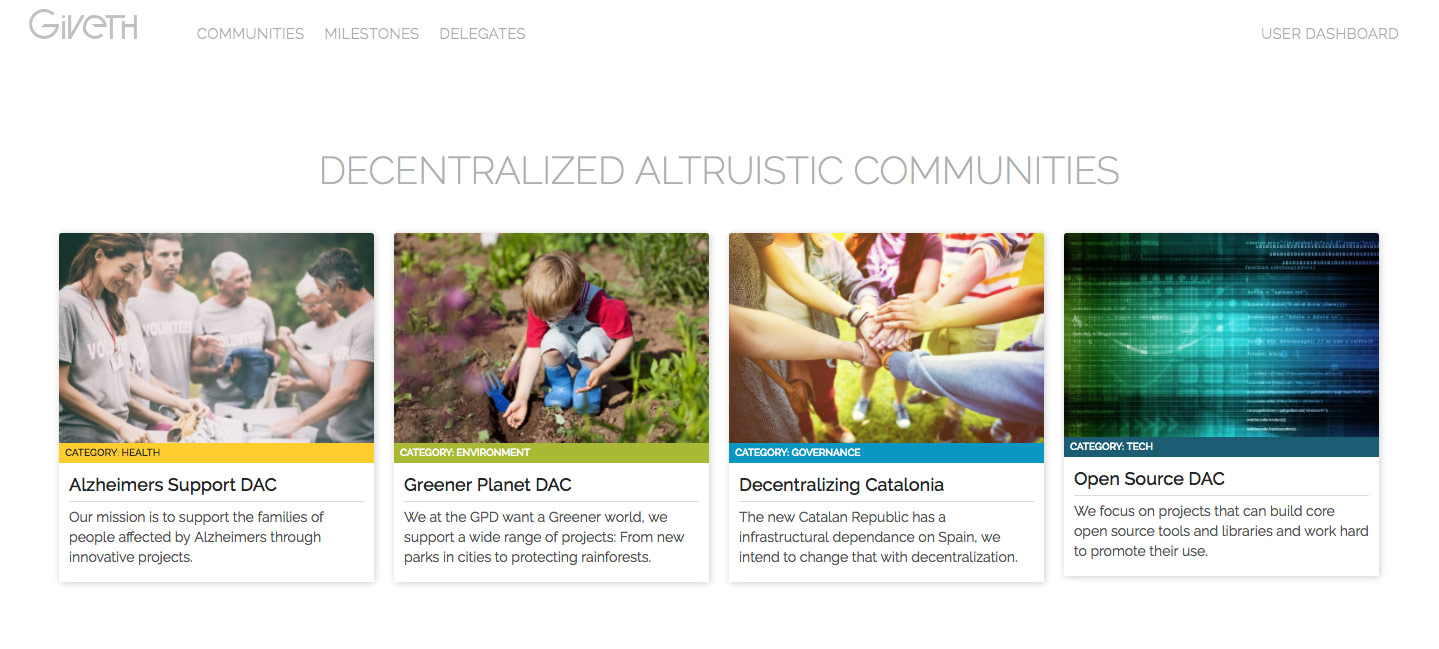 GIVETH
COMMUNITIES MILESTONES DELEGATES
USER DASHBOARD
DECENTRALIZED ALTRUISTIC COMMUNITIES
VOLUNTEER
CATEGORY: HEALTH
Alzheimers Support DAC
Our mission is to support the families of
people affected by Alzheimers through
innovative projects.
CATEGORY: ENVIRONMENT
Greener Planet DAC
We at the GPD want a Greener world, we
support a wide range of projects: From new
parks in cities to protecting rainforests.
CATEGORY: GOVERNANCE
Decentralizing Catalonia
The new Catalan Republic has a
infrastructural dependance on Spain, we
intend to change that with decentralization.
CATEGORY: TECH
Open Source DAC
We focus on projects that can build core
open source tools and libraries and work hard
to promote their use.